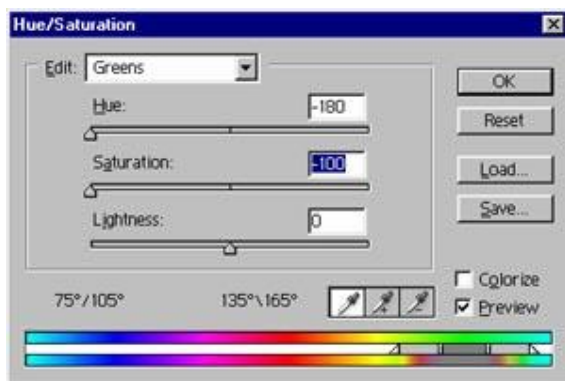 Hue/Saturation
Edit: Greens
OK
Hue: -180
Reset
Saturation: -100
Load...
Lightness: 0
Save...
Colorize
75°/105° 135°\165°
Preview